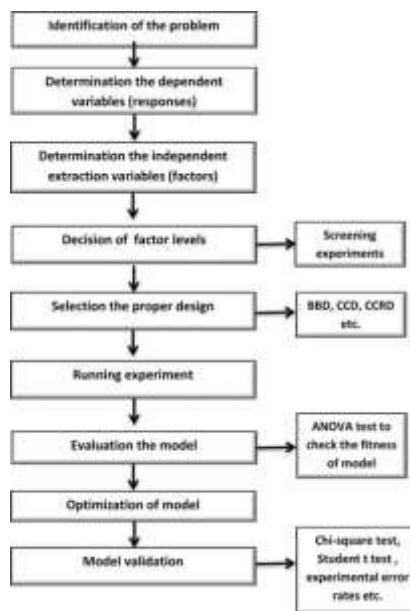 Identification of the problem
Determination the dependent
variables (responses)
Determination the independent
extraction variables (factors)
Decision of factor levels
Screening
experiments
Selection the proper design
BBD, CCD, CCRD
etc.
Running experiment
Evaluation the model
ANOVA test to
check the fitness
of model
Optimization of model
Model validation
Chi-square test,
Student t test ,
experimental error
rates etc.